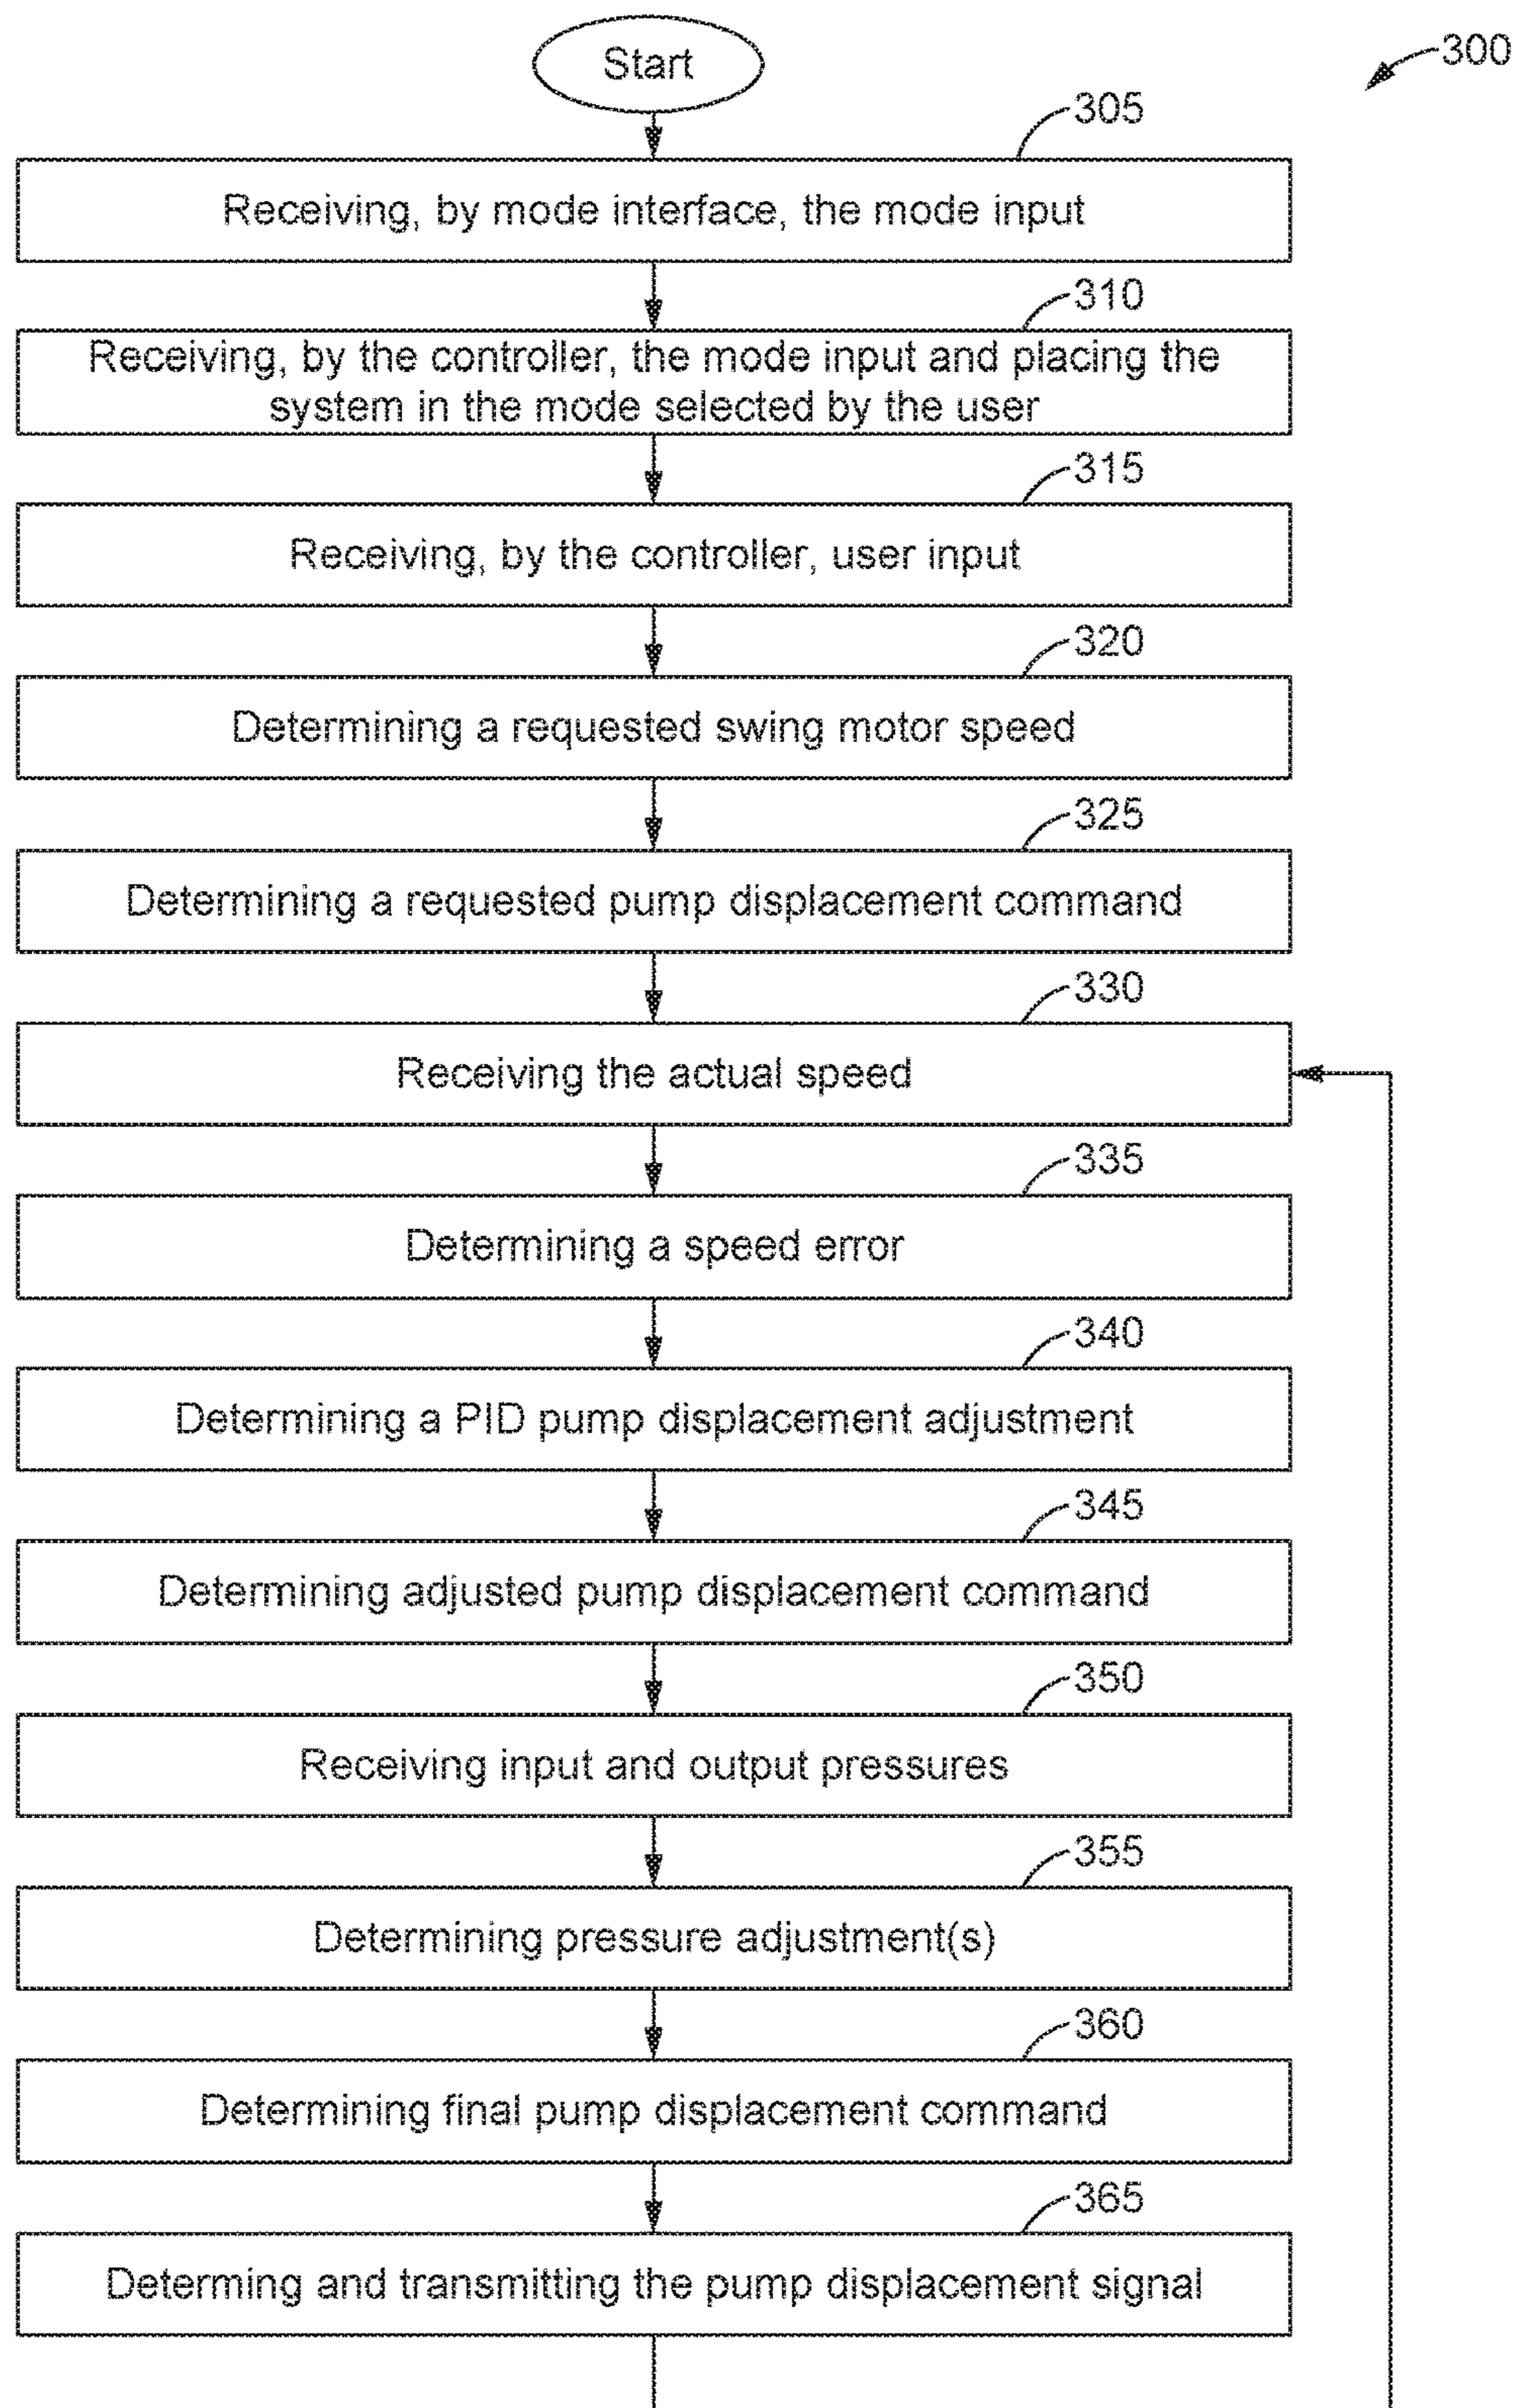 Start
300
305
Receiving, by mode interface, the mode input
310
Receiving, by the controller, the mode input and placing the
system in the mode selected by the user
315
Receiving, by the controller, user input
320
Determining a requested swing motor speed
325
Determining a requested pump displacement command
330
Receiving the actual speed
335
Determining a speed error
340
Determining a PID pump displacement adjustment
345
Determining adjusted pump displacement command
350
Receiving input and output pressures
355
Determining pressure adjustment(s)
360
Determining final pump displacement command
365
Determing and transmitting the pump displacement signal